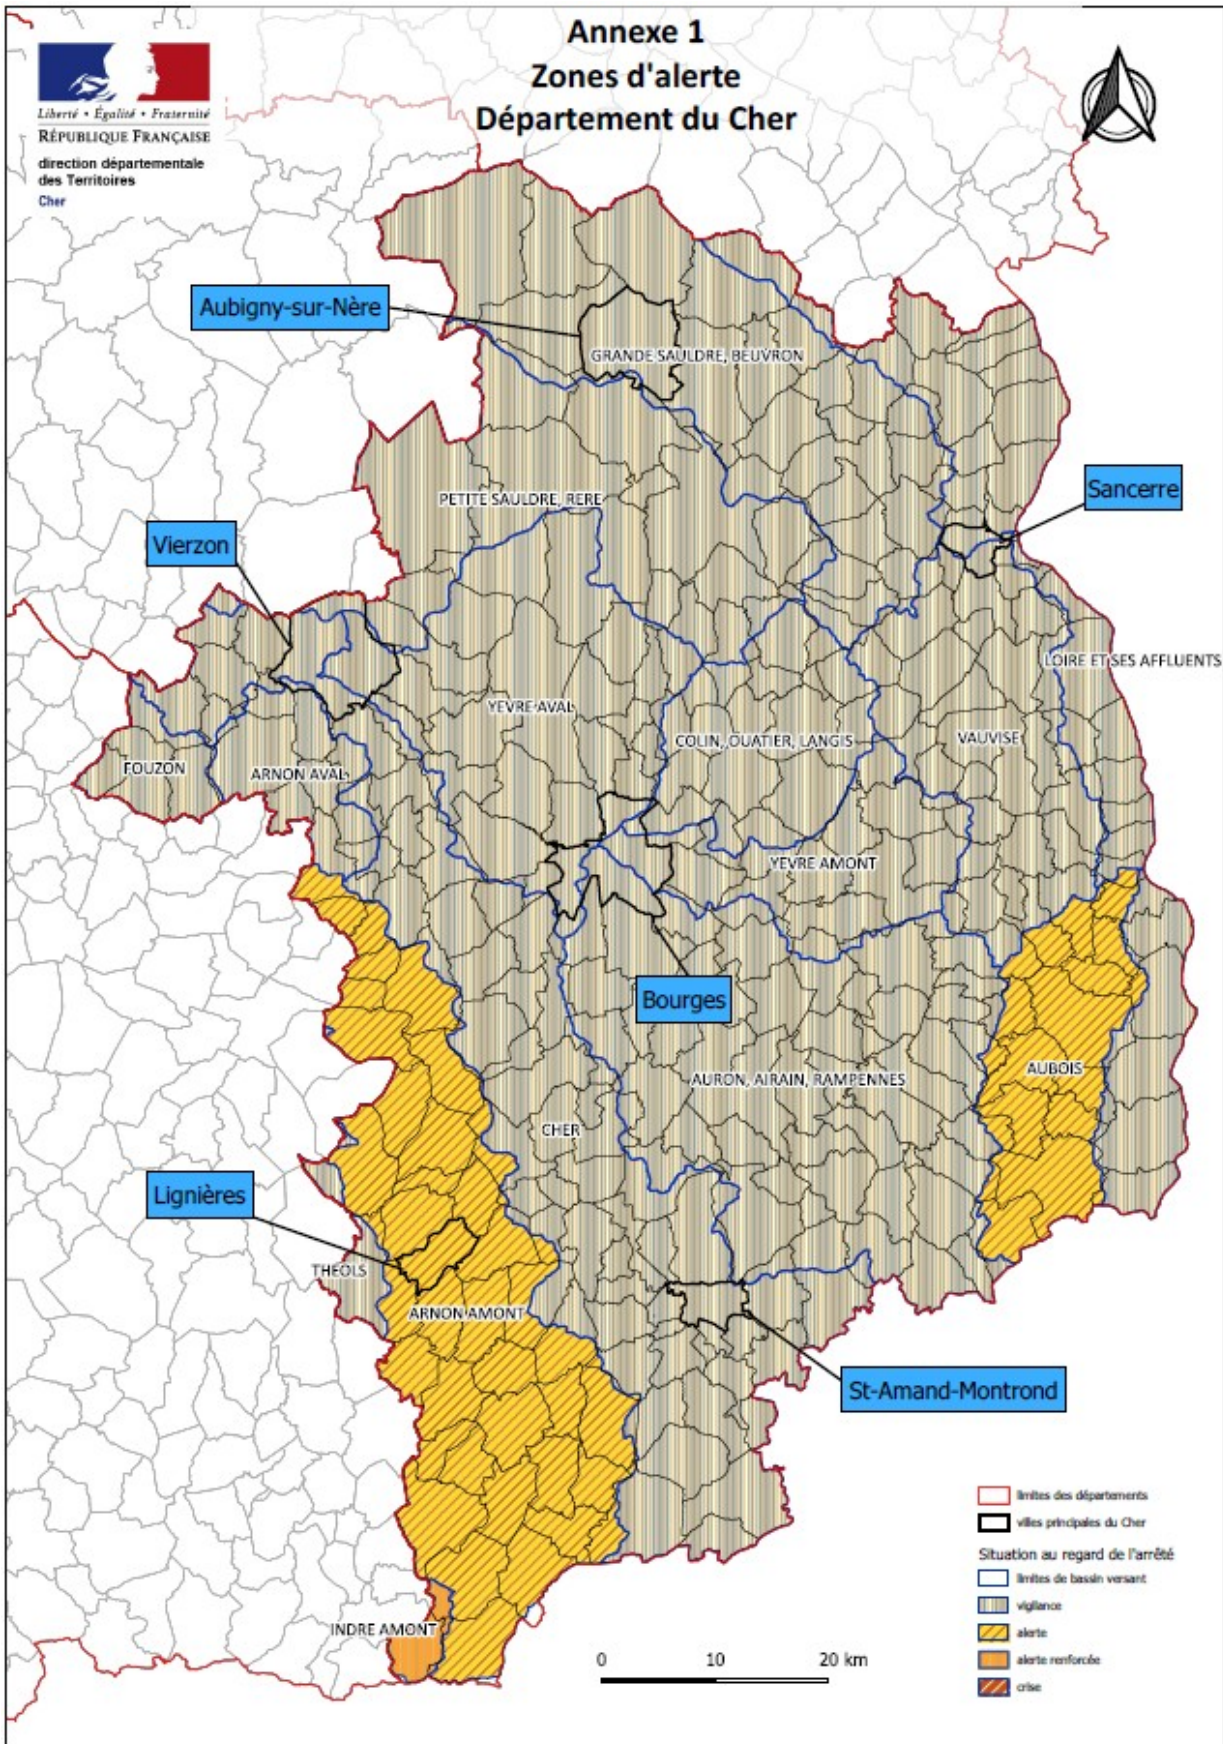 Annexe 1
Zones d'alerte
Département du Cher
Liberté • Égalité • Fraternité
RÉPUBLIQUE FRANÇAISE
direction départementale
des Territoires
Cher
Aubigny-sur-Nère
GRANDE SAULDRE, BEUVRON
Sancerre
PETITE SAULDRE, RERE
Vierzon
LOIRE ET SES AFFLUENTS
YEVRE AVAL
COLIN, OUATIER, LANGIS
VAUVISE
FOUZON
ARNON AVAL
YEVRE AMONT
Bourges
AUBOIS
AURON, AIRAIN, RAMPENNES
CHER
Lignières
THEOLS
ARNON AMONT
St-Amand-Montrond
INDRE AMONT
0 10 20 km
limites des départements
villes principales du Cher
Situation au regard de l'arrêté
limites de bassin versant
vigilance
alerte
alerte renforcée
crise